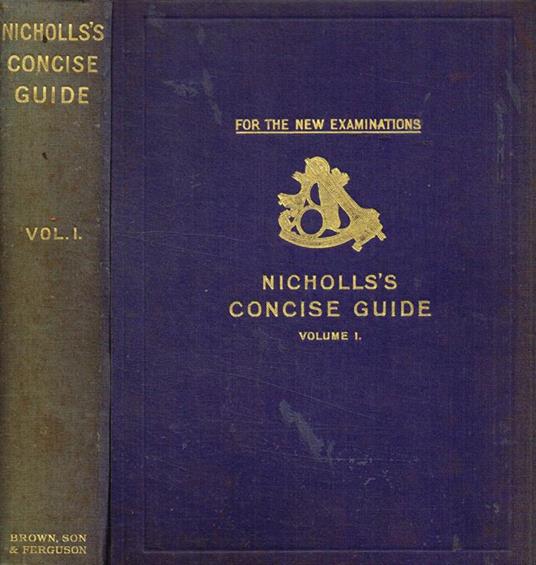 NICHOLLS'S
CONCISE
GUIDE
VOL. I.
BROWN, SON
& FERGUSON
FOR THE NEW EXAMINATIONS
NICHOLLS'S
CONCISE GUIDE
VOLUME I.